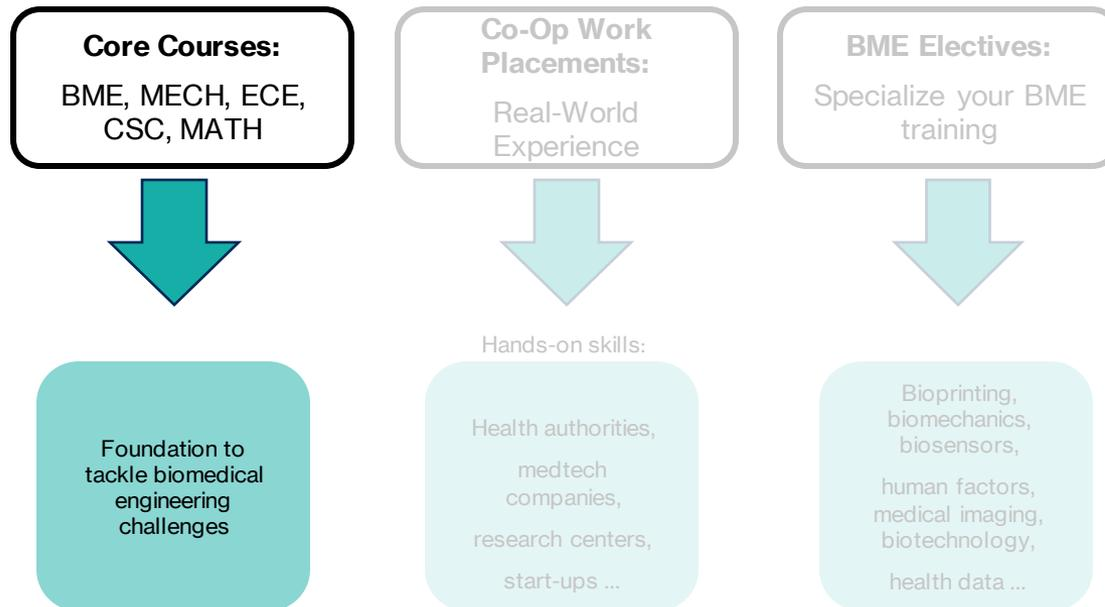 Core Courses:
BME, MECH, ECE,
CSC, MATH
Foundation to
tackle biomedical
engineering
challenges
Co-Op Work
Placements:
Real-World
Experience
Hands-on skills:
Health authorities,
medtech
companies,
research centers,
start-ups ...
BME Electives:
Specialize your BME
training
Bioprinting,
biomechanics,
biosensors,
human factors,
medical imaging,
biotechnology,
health data ...